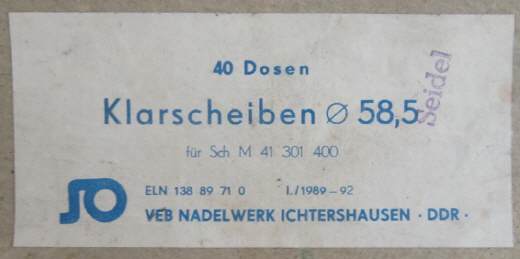 40 Dosen
Klarscheiben ∅ 58,5
Seidel
für Sch M 41 301 400
ELN 138 89 71 0 I./1989-92
VEB NADELWERK ICHTERSHAUSEN · DDR ·